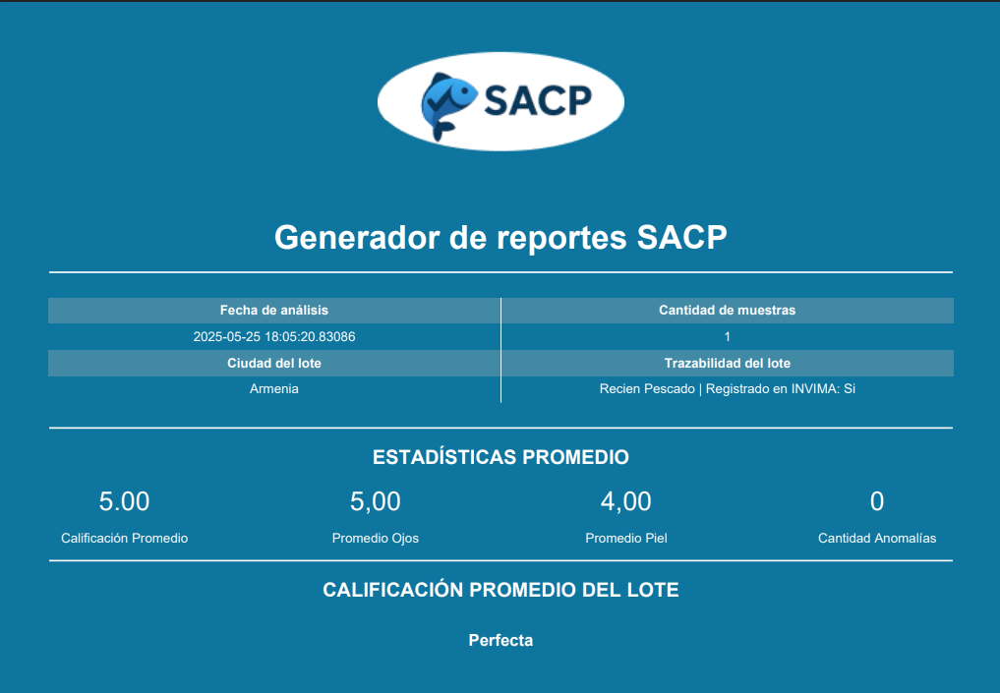 SACP
Generador de reportes SACP
Fecha de análisis Cantidad de muestras
2025-05-25 18:05:20.83086 1
Ciudad del lote Trazabilidad del lote
Armenia Recien Pescado | Registrado en INVIMA: Si
ESTADÍSTICAS PROMEDIO
5.00 5,00 4,00 0
Calificación Promedio Promedio Ojos Promedio Piel Cantidad Anomalías
CALIFICACIÓN PROMEDIO DEL LOTE
Perfecta